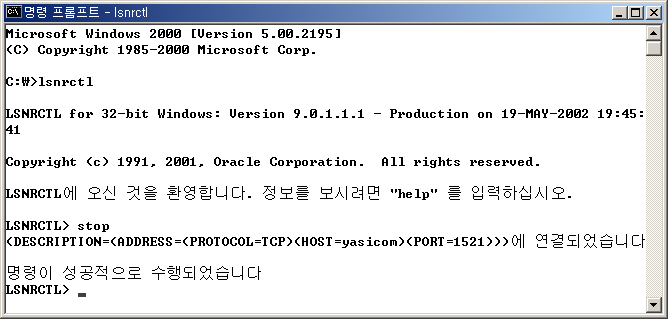 명령 프롬프트 - lsnrctl
Microsoft Windows 2000 [Version 5.00.2195]
(C) Copyright 1985-2000 Microsoft Corp.
C:₩>lsnrctl
LSNRCTL for 32-bit Windows: Version 9.0.1.1.1 - Production on 19-MAY-2002 19:45:
41
Copyright (c) 1991, 2001, Oracle Corporation.  All rights reserved.
LSNRCTL에 오신 것을 환영합니다. 정보를 보시려면 "help" 를 입력하십시오.
LSNRCTL> stop
(DESCRIPTION=(ADDRESS=(PROTOCOL=TCP)(HOST=yasicom)(PORT=1521)))에 연결되었습니다
명령이 성공적으로 수행되었습니다
LSNRCTL>